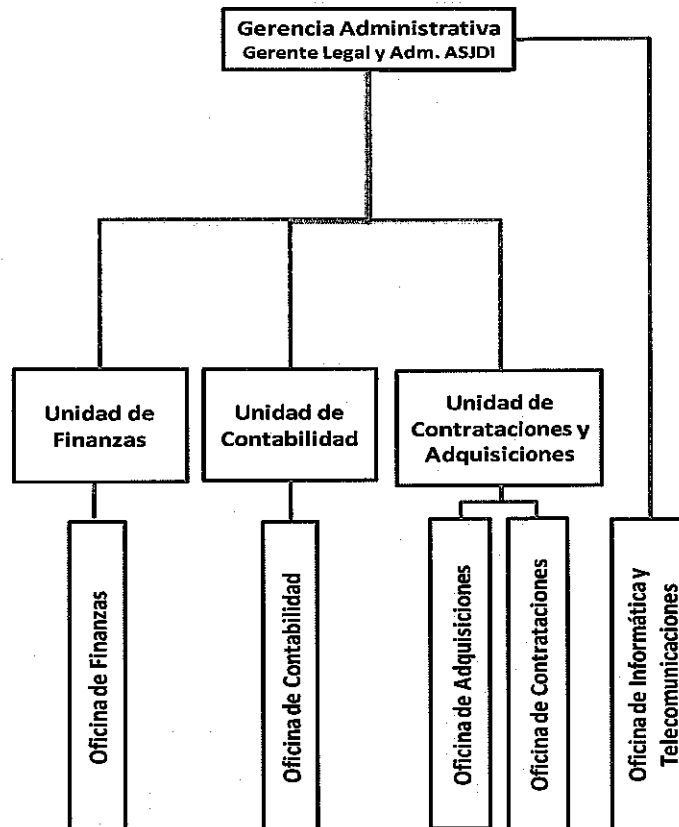 Gerencia Administrativa
Gerente Legal y Adm. ASJDI
Unidad de
Finanzas
Unidad de
Contabilidad
Unidad de
Contrataciones y
Adquisiciones
Oficina de Finanzas
Oficina de Contabilidad
Oficina de Adquisiciones
Oficina de Contrataciones
Oficina de Informática y
Telecomunicaciones